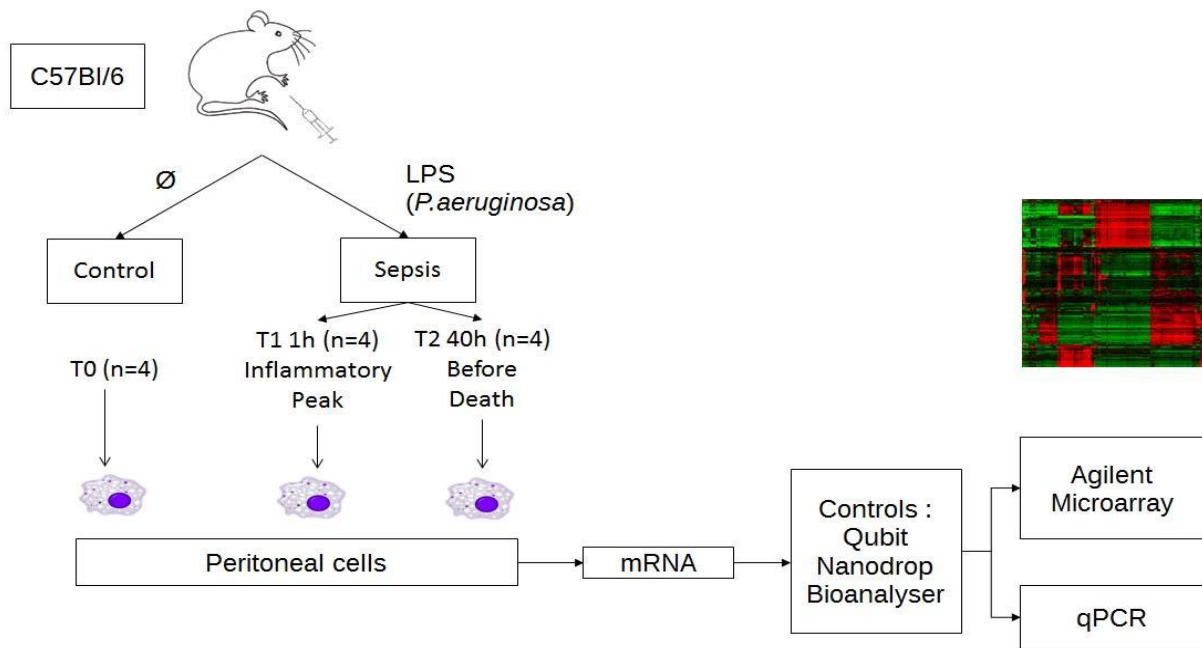 C57Bl/6
Ø
LPS
(P.aeruginosa)
Control
Sepsis
T0 (n=4)
T1 1h (n=4)
Inflammatory
Peak
T2 40h (n=4)
Before
Death
Peritoneal cells
mRNA
Controls :
Qubit
Nanodrop
Bioanalyser
Agilent
Microarray
qPCR